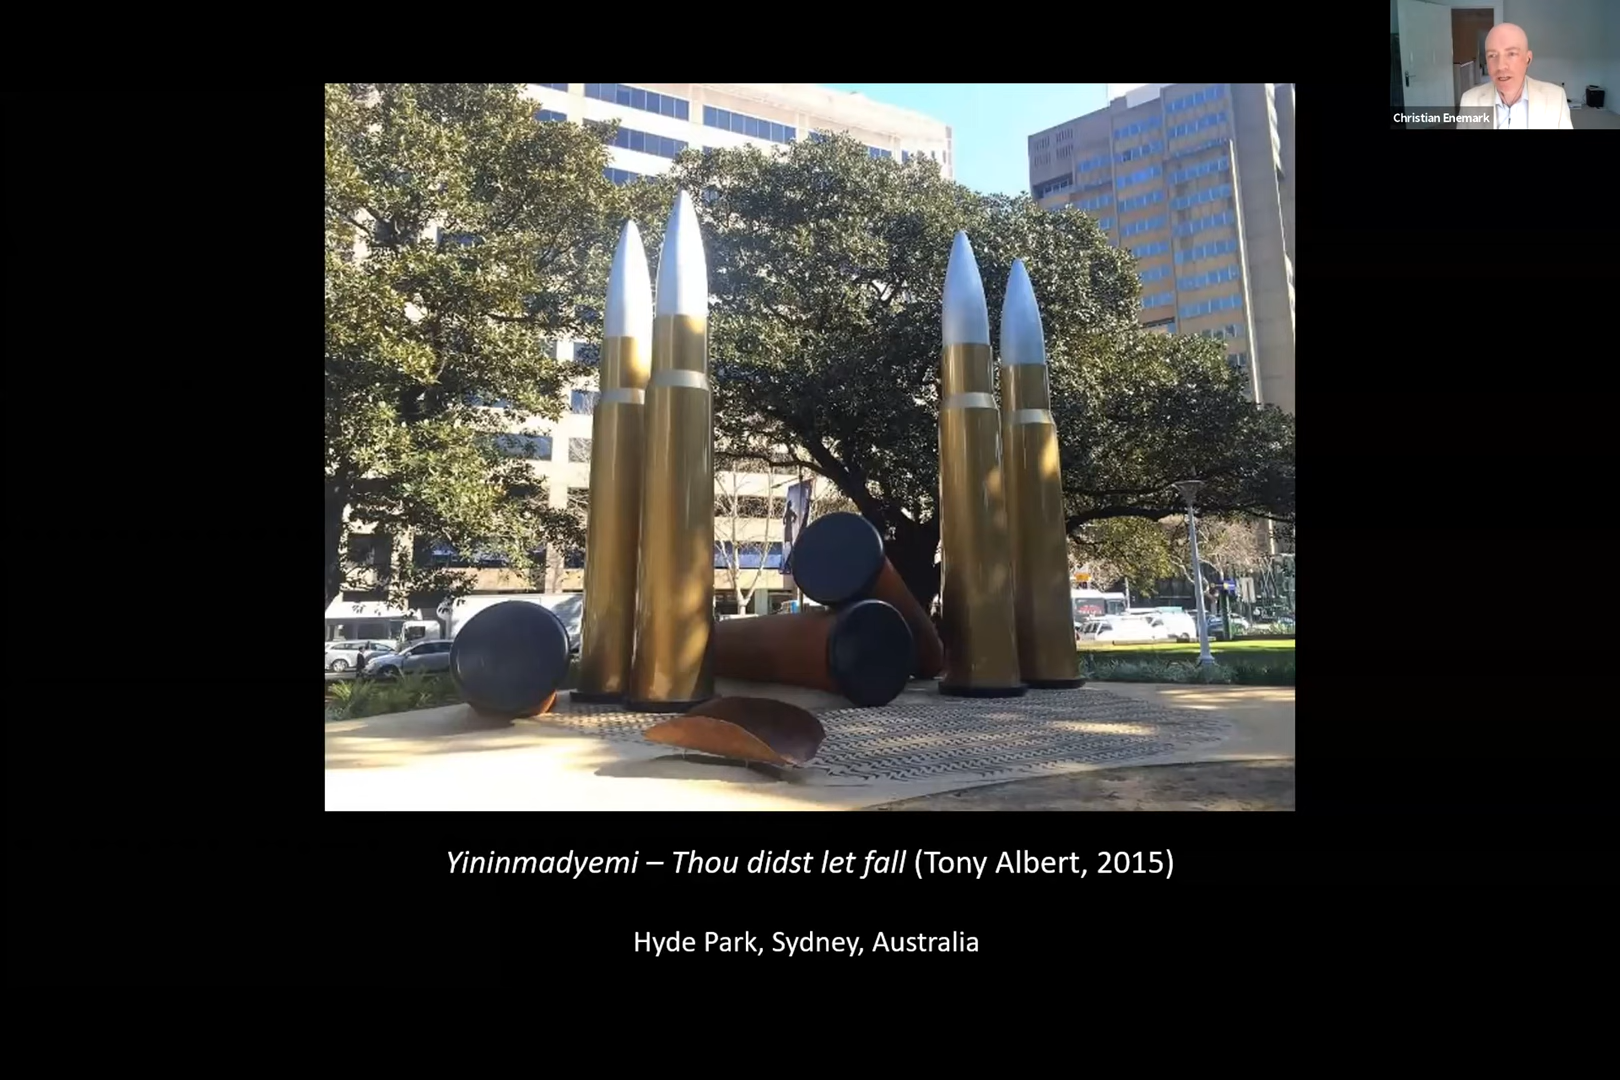 Christian Enemark
Yininmadyemi – Thou didst let fall (Tony Albert, 2015)
Hyde Park, Sydney, Australia